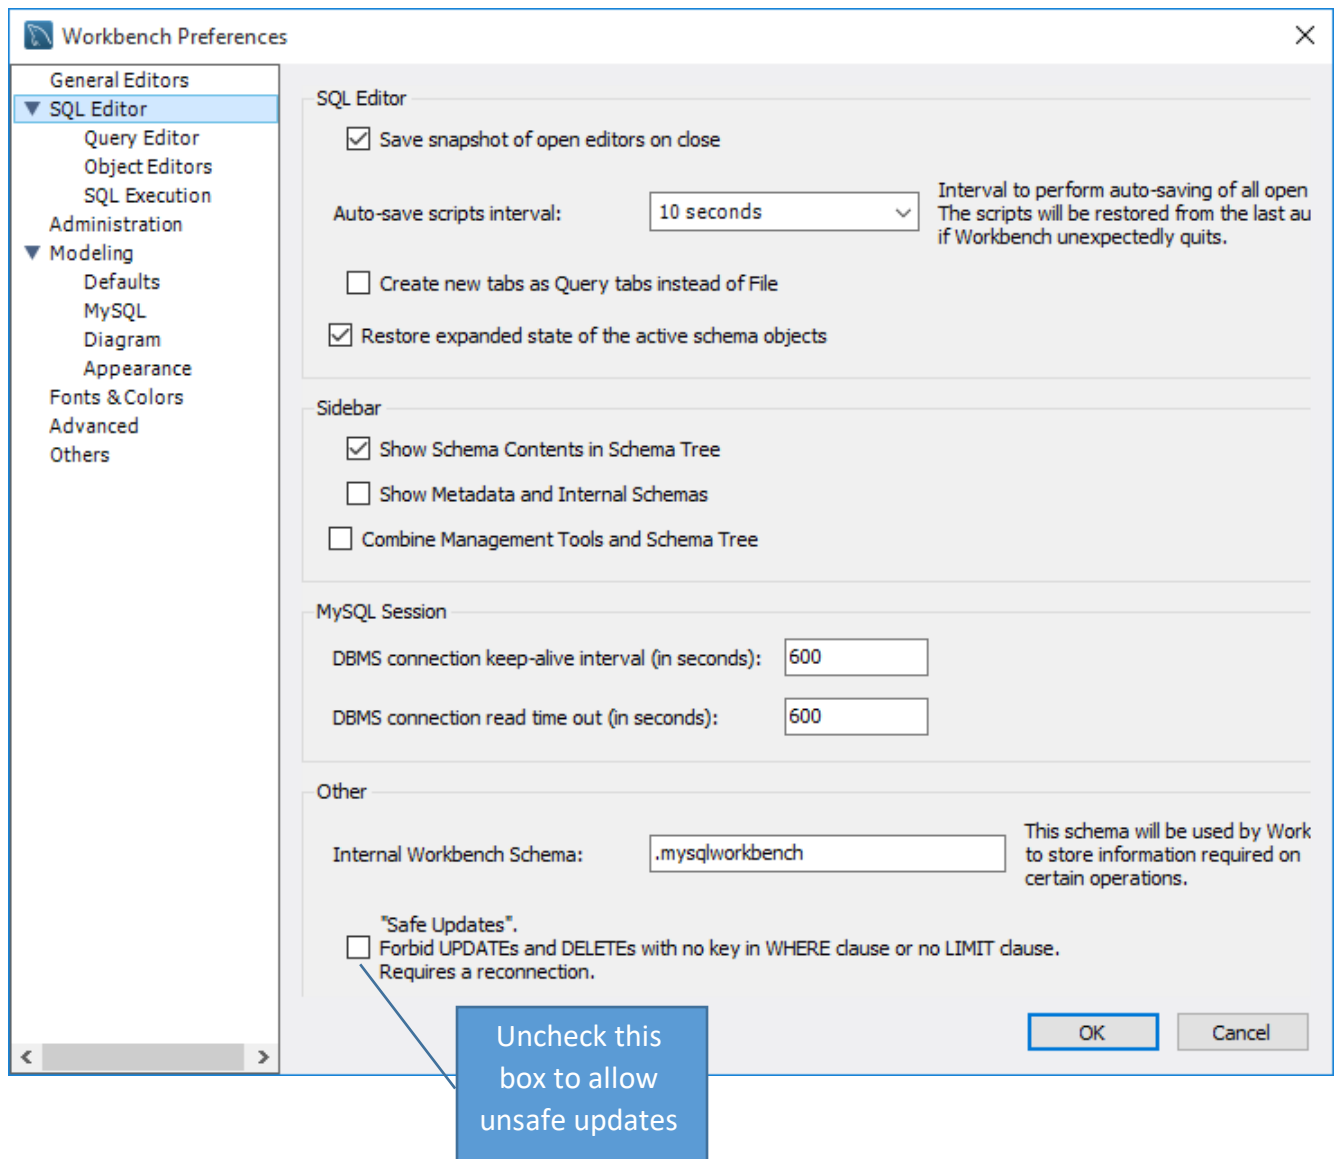 Workbench Preferences
General Editors
SQL Editor
Query Editor
Object Editors
SQL Execution
Administration
Modeling
Defaults
MySQL
Diagram
Appearance
Fonts & Colors
Advanced
Others
SQL Editor
Save snapshot of open editors on close
Auto-save scripts interval:
10 seconds
Interval to perform auto-saving of all open
The scripts will be restored from the last au
if Workbench unexpectedly quits.
Create new tabs as Query tabs instead of File
Restore expanded state of the active schema objects
Sidebar
Show Schema Contents in Schema Tree
Show Metadata and Internal Schemas
Combine Management Tools and Schema Tree
MySQL Session
DBMS connection keep-alive interval (in seconds):
600
DBMS connection read time out (in seconds):
600
Other
Internal Workbench Schema:
.mysqlworkbench
This schema will be used by Work
to store information required on
certain operations.
"Safe Updates".
Forbid UPDATEs and DELETEs with no key in WHERE clause or no LIMIT clause.
Requires a reconnection.
OK
Cancel
Uncheck this
box to allow
unsafe updates